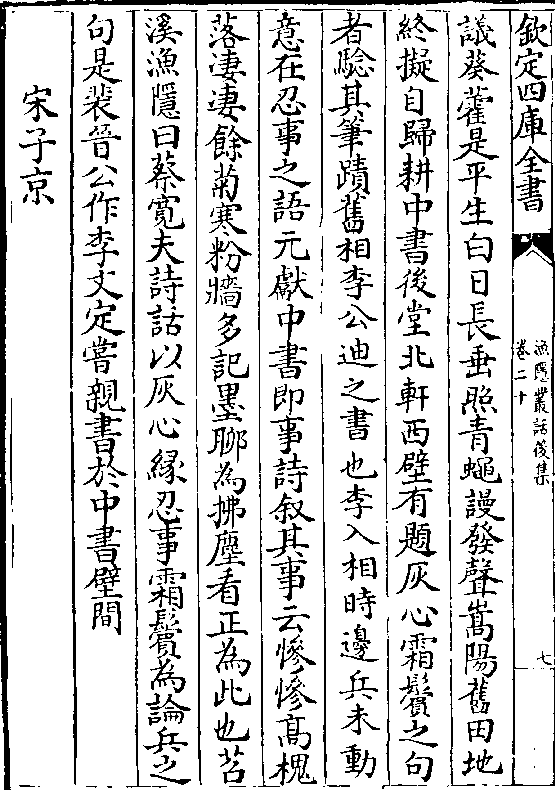 欽定四庫全書
漁隱叢話後集
卷二十
七
議葵藿是平生白日長垂照青蠅謾發聲嵩陽舊田地
終擬自歸耕中書後堂北軒西壁有題灰心霜鬢之句
者驗其筆蹟舊相李公迪之書也李入相時邊兵未動
意在忍事之語元獻中書即事詩叙其事云慘慘髙槐
落凄凄餘菊寒粉牆多記墨聊為拂塵看正為此也苕
溪漁隱曰蔡寛夫詩話以灰心縁忍事霜鬢為論兵之
句是裴晉公作李文定嘗親書於中書壁間
宋子京